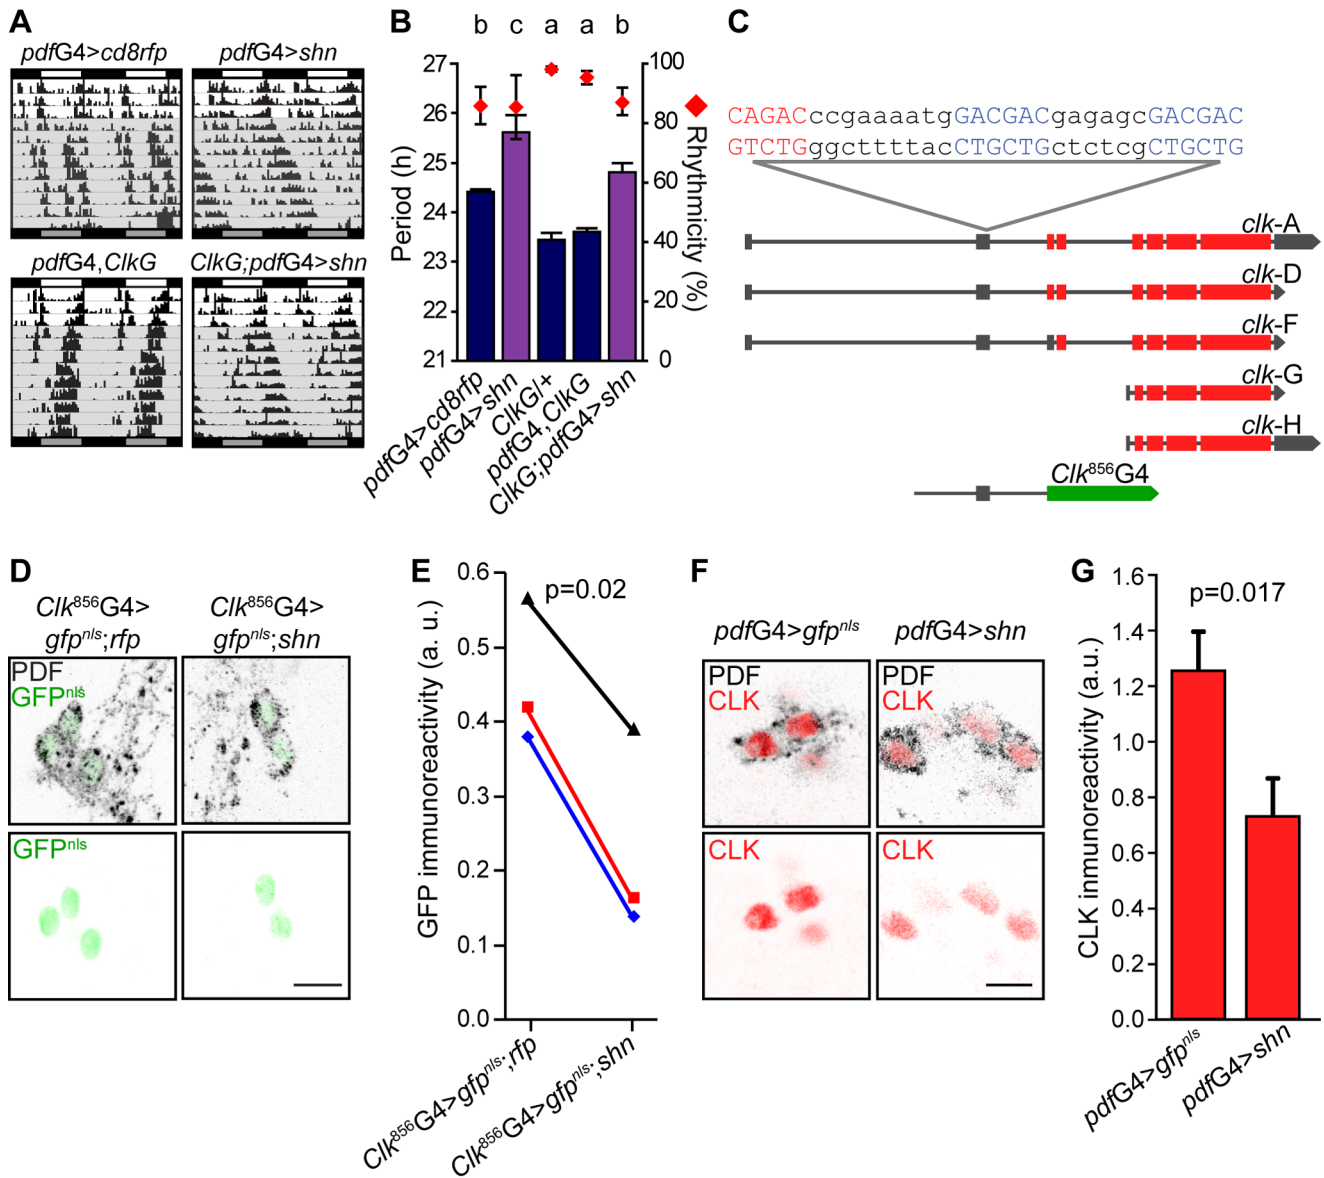 A
pdfG4>cd8rfp
pdfG4>shn
pdfG4,ClkG
ClkG;pdfG4>shn
B
b c a a b
27
26
25
24
23
22
21
Period (h)
100
80
60
40
20
0
Rhythmicity (%)
pdfG4>cd8rfp
pdfG4>shn
ClkG/+
pdfG4,ClkG
ClkG;pdfG4>shn
C
CAGACccgaaaatgGACGACgagagcGACGAC
GTCTGggcttttacCTGCTGctctcgCTGCTG
clk-A
clk-D
clk-F
clk-G
clk-H
Clk856G4
D
Clk856G4>
gfpnls;rfp
Clk856G4>
gfpnls;shn
PDF
GFPnls
GFPnls
E
0.6
0.5
0.4
0.3
0.2
0.1
0.0
GFP immunoreactivity (a. u.)
p=0.02
Clk856G4>gfpnls;rfp
Clk856G4>gfpnls;shn
F
pdfG4>gfpnls
pdfG4>shn
PDF
CLK
PDF
CLK
CLK
CLK
G
1.6
1.4
1.2
1.0
0.8
0.6
0.4
0.2
0.0
CLK inmunoreactivity (a.u.)
p=0.017
pdfG4>gfpnls
pdfG4>shn